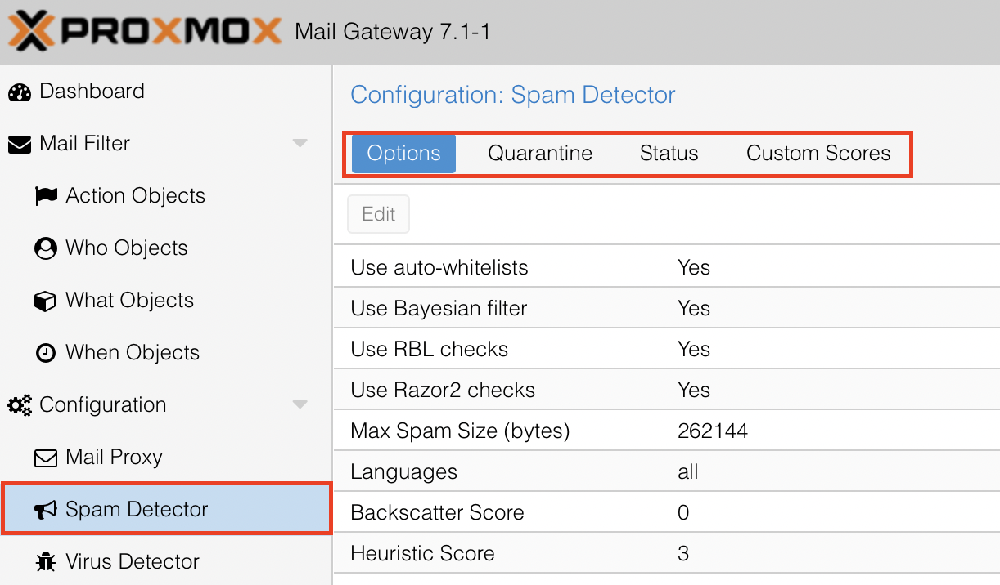 PROXMOX Mail Gateway 7.1-1
Dashboard
Mail Filter
Action Objects
Who Objects
What Objects
When Objects
Configuration
Mail Proxy
Spam Detector
Virus Detector
Configuration: Spam Detector
Options Quarantine Status Custom Scores
Edit
Use auto-whitelists Yes
Use Bayesian filter Yes
Use RBL checks Yes
Use Razor2 checks Yes
Max Spam Size (bytes) 262144
Languages all
Backscatter Score 0
Heuristic Score 3